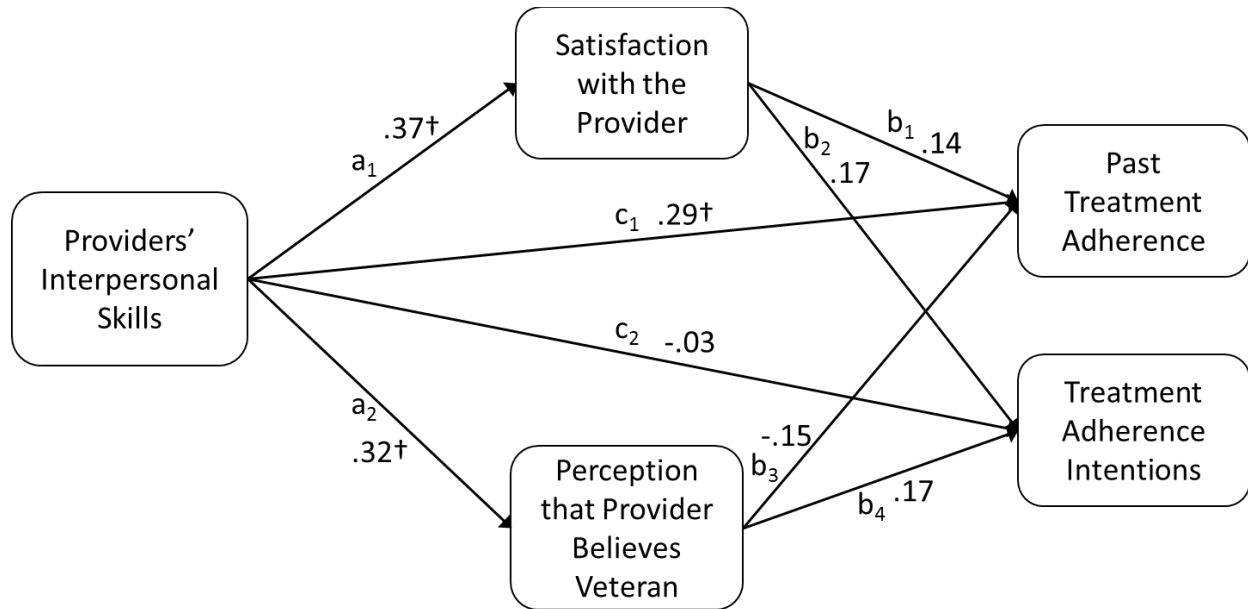 Satisfaction
with the
Provider
.37†
a₁
b₁ .14
b₂
.17
Past
Treatment
Adherence
Providers’
Interpersonal
Skills
c₁ .29†
c₂ -.03
Treatment
Adherence
Intentions
a₂
.32†
-.15
b₃
b₄ .17
Perception
that Provider
Believes
Veteran